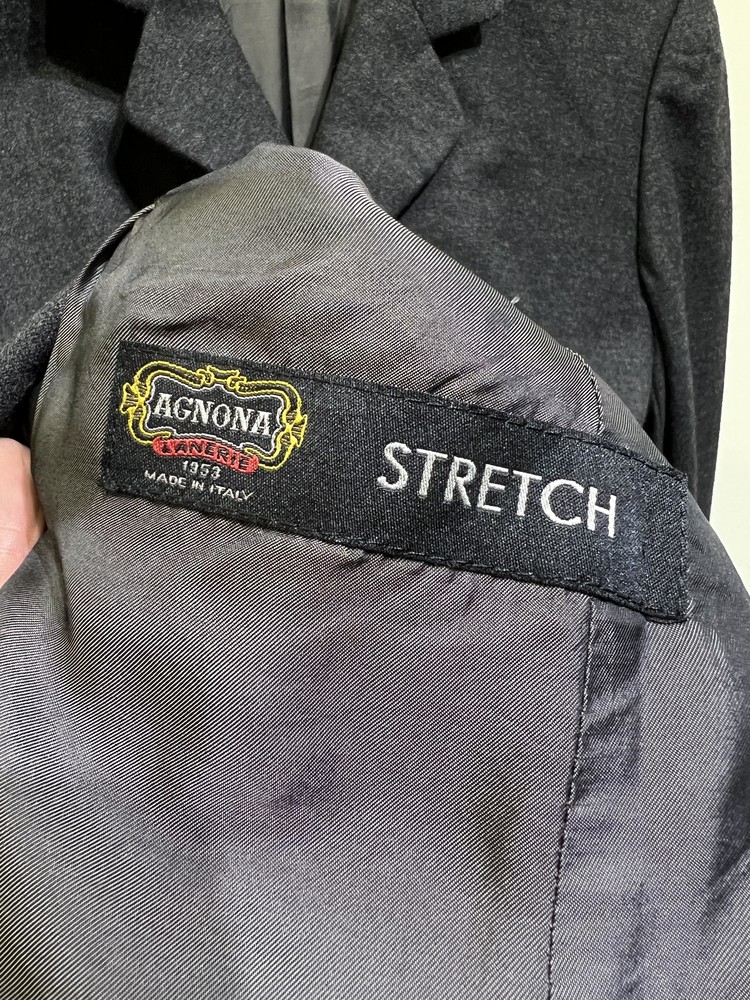 AGNONA
LANERIE
1953
MADE IN ITALY
STRETCH